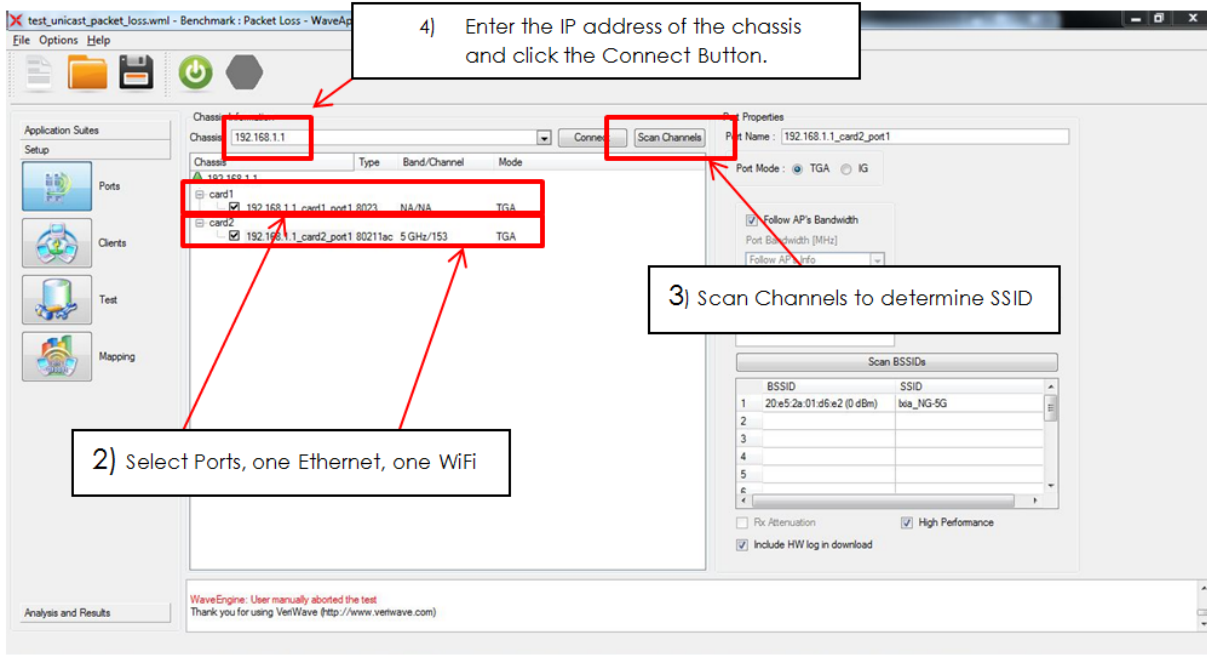 test_unicast_packet_loss.wml - Benchmark : Packet Loss - WaveAp
File Options Help
4) Enter the IP address of the chassis
and click the Connect Button.
Application Suites
Setup
Ports
Clients
Test
Mapping
Analysis and Results
Chassis Information
Chassis 192.168.1.1
Connect
Scan Channels
Chassis Type Band/Channel Mode
192.168.1.1
card1
192.168.1.1_card1_port1 8023 NA/NA TGA
card2
192.168.1.1_card2_port1 80211ac 5 GHz/153 TGA
2) Select Ports, one Ethernet, one WiFi
Port Properties
Port Name : 192.168.1.1_card2_port1
Port Mode : TGA IG
Follow AP's Bandwidth
Port Bandwidth [MHz]
Follow AP's Info
3) Scan Channels to determine SSID
Scan BSSIDs
BSSID SSID
1 20:e5:2a:01:d6:e2 (0 dBm) Ixia_NG-5G
2
3
4
5
6
Rx Attenuation High Performance
Include HW log in download
WaveEngine: User manually aborted the test
Thank you for using VeriWave (http://www.veriwave.com)